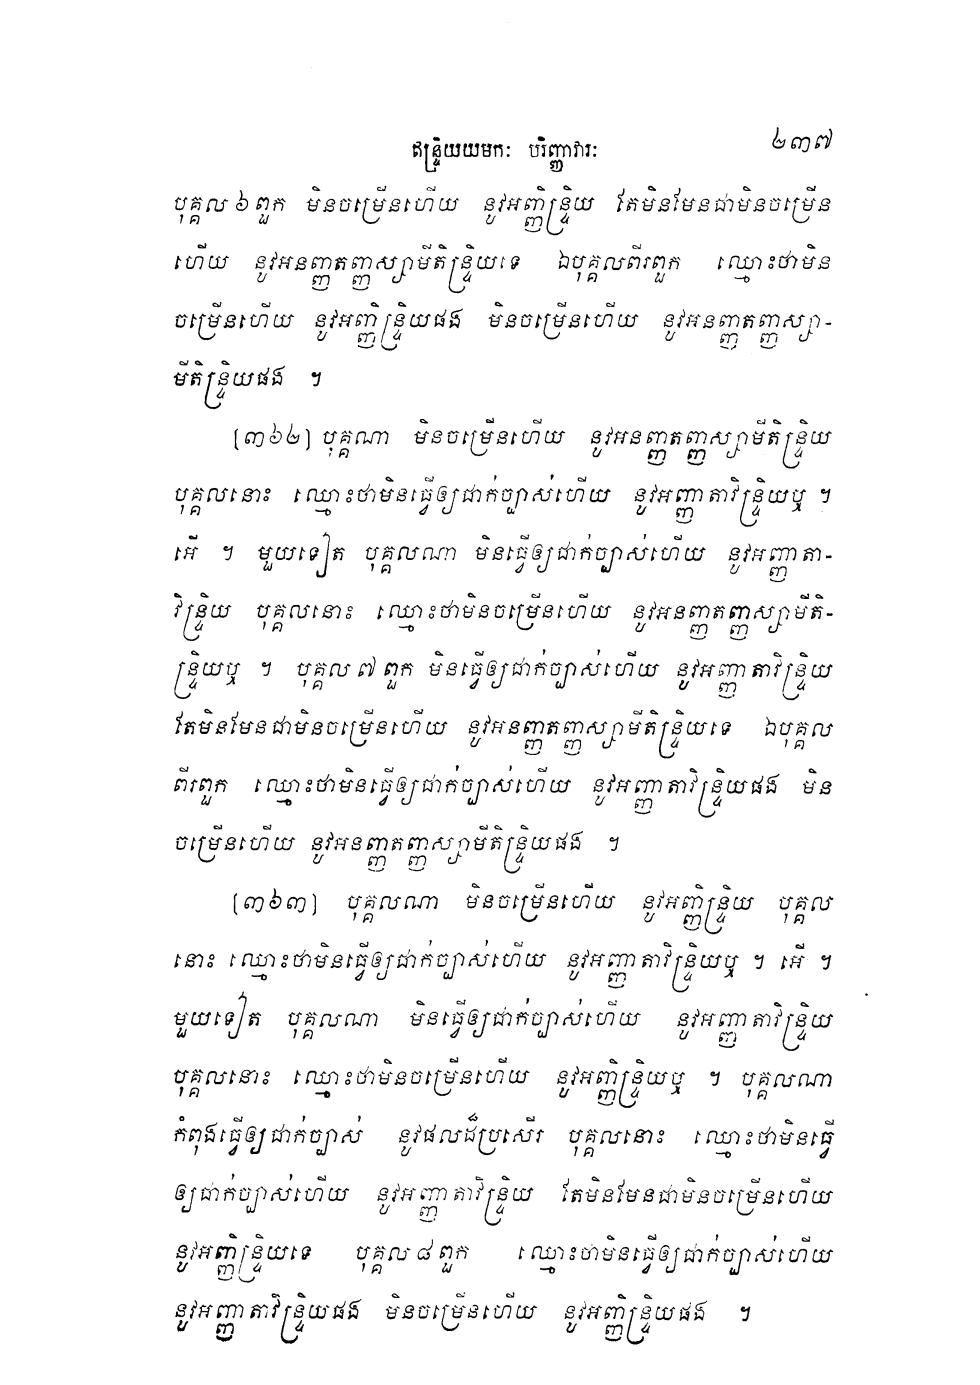 ឥន្ទ្រិយយមកៈ បរិញ្ញាវារៈ ២៣៧
បុគ្គល ៦ ពួក មិនចម្រើនហើយ នូវអញ្ញិន្ទ្រិយ តែមិនមែនជាមិនចម្រើន
ហើយ នូវអនញ្ញាតញ្ញាស្សាមីតិន្ទ្រិយទេ ឯបុគ្គលពីរពួក ឈ្មោះថាមិន
ចម្រើនហើយ នូវអញ្ញិន្ទ្រិយផង មិនចម្រើនហើយ នូវអនញ្ញាតញ្ញាស្សា-
មីតិន្ទ្រិយផង ។
(៣៦២) បុគ្គណា មិនចម្រើនហើយ នូវអនញ្ញាតញ្ញាស្សាមីតិន្ទ្រិយ
បុគ្គលនោះ ឈ្មោះថាមិនធ្វើឲ្យជាក់ច្បាស់ហើយ នូវអញ្ញាតាវិន្ទ្រិយឬ ។
អើ ។ មួយទៀត បុគ្គលណា មិនធ្វើឲ្យជាក់ច្បាស់ហើយ នូវអញ្ញាតា-
វិន្ទ្រិយ បុគ្គលនោះ ឈ្មោះថាមិនចម្រើនហើយ នូវអនញ្ញាតញ្ញាស្សាមីតិ-
ន្ទ្រិយឬ ។ បុគ្គល ៧ ពួក មិនធ្វើឲ្យជាក់ច្បាស់ហើយ នូវអញ្ញាតាវិន្ទ្រិយ
តែមិនមែនជាមិនចម្រើនហើយ នូវអនញ្ញាតញ្ញាស្សាមីតិន្ទ្រិយទេ ឯបុគ្គល
ពីរពួក ឈ្មោះថាមិនធ្វើឲ្យជាក់ច្បាស់ហើយ នូវអញ្ញាតាវិន្ទ្រិយផង មិន
ចម្រើនហើយ នូវអនញ្ញាតញ្ញាស្សាមីតិន្ទ្រិយផង ។
(៣៦៣) បុគ្គលណា មិនចម្រើនហើយ នូវអញ្ញិន្ទ្រិយ បុគ្គល
នោះ ឈ្មោះថាមិនធ្វើឲ្យជាក់ច្បាស់ហើយ នូវអញ្ញាតាវិន្ទ្រិយឬ ។ អើ ។
មួយទៀត បុគ្គលណា មិនធ្វើឲ្យជាក់ច្បាស់ហើយ នូវអញ្ញាតាវិន្ទ្រិយ
បុគ្គលនោះ ឈ្មោះថាមិនចម្រើនហើយ នូវអញ្ញិន្ទ្រិយឬ ។ បុគ្គលណា
កំពុងធ្វើឲ្យជាក់ច្បាស់ នូវផលដ៏ប្រសើរ បុគ្គលនោះ ឈ្មោះថាមិនធ្វើ
ឲ្យជាក់ច្បាស់ហើយ នូវអញ្ញាតាវិន្ទ្រិយ តែមិនមែនជាមិនចម្រើនហើយ
នូវអញ្ញិន្ទ្រិយទេ បុគ្គល ៨ ពួក ឈ្មោះថាមិនធ្វើឲ្យជាក់ច្បាស់ហើយ
នូវអញ្ញាតាវិន្ទ្រិយផង មិនចម្រើនហើយ នូវអញ្ញិន្ទ្រិយផង ។